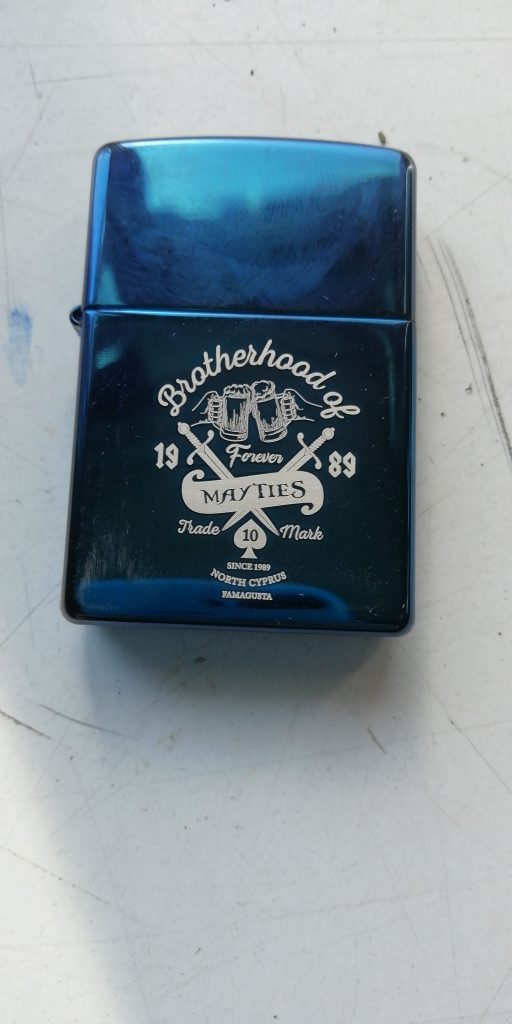 Brotherhood of
19 Forever 89
MAYTIES
Trade 10 Mark
SINCE 1989
NORTH CYPRUS
FAMAGUSTA